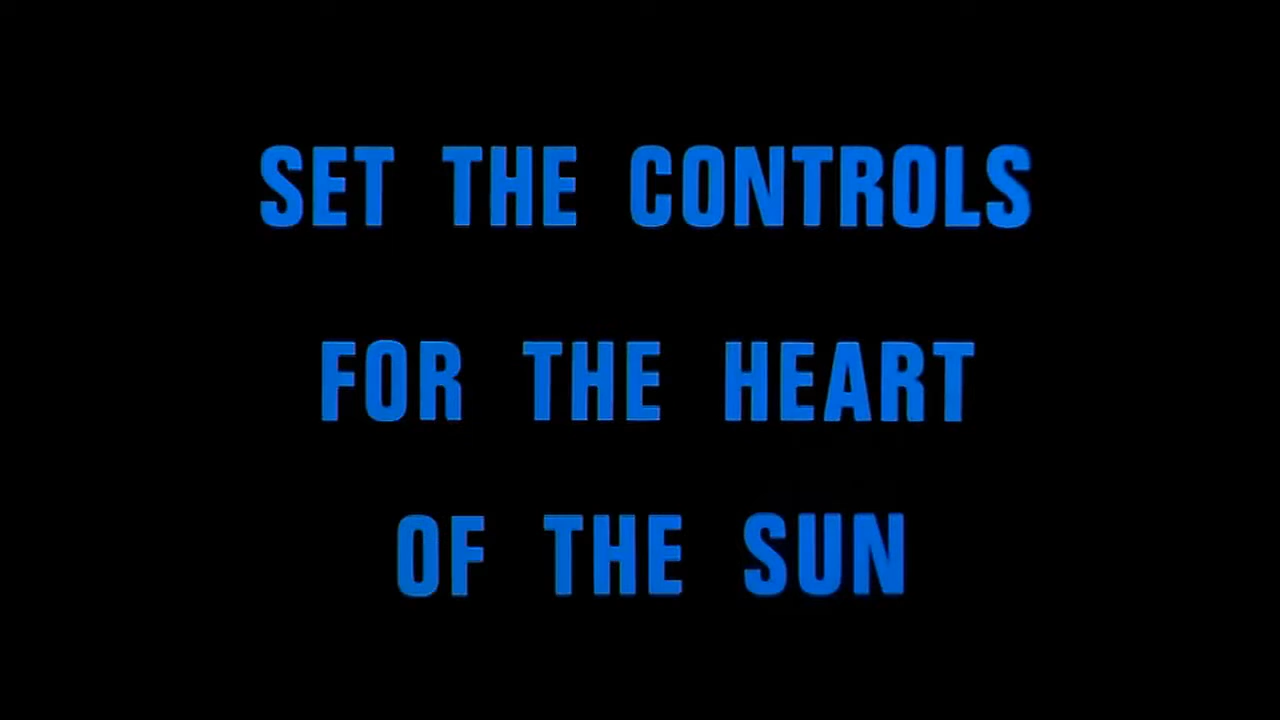 SET THE CONTROLS
FOR THE HEART
OF THE SUN